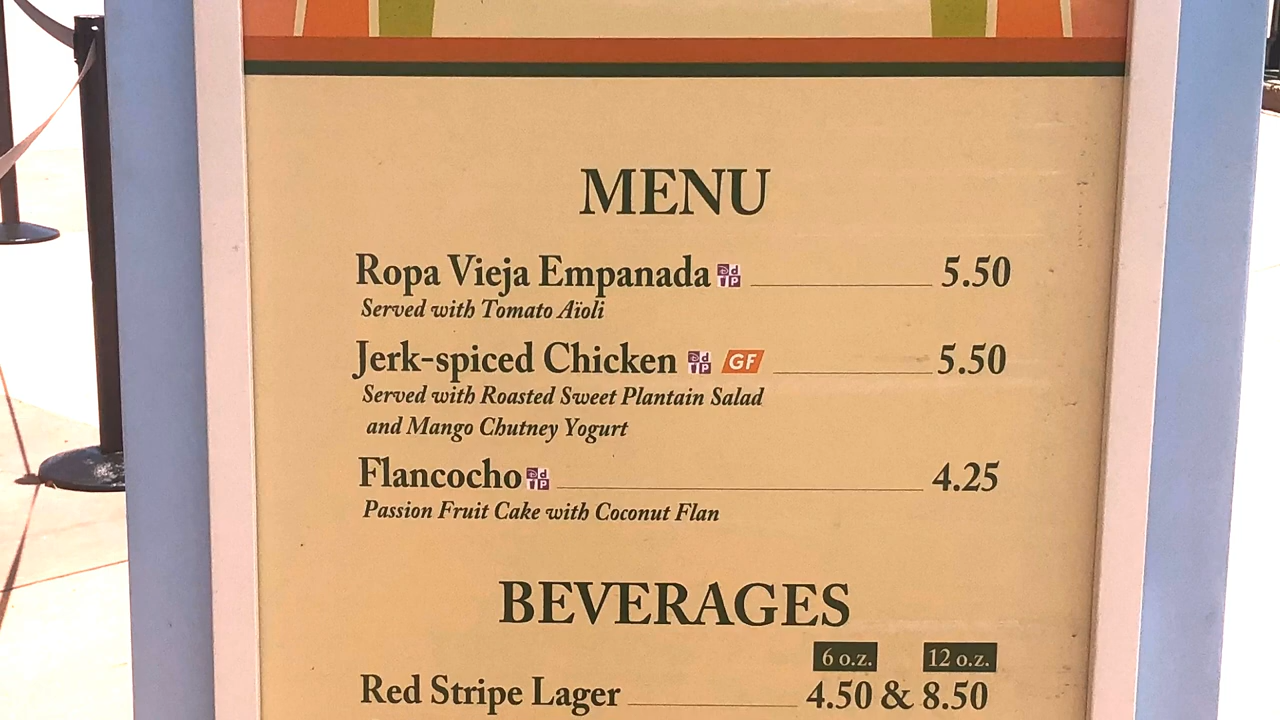 MENU
Ropa Vieja Empanada 5.50
Served with Tomato Aïoli
Jerk-spiced Chicken GF 5.50
Served with Roasted Sweet Plantain Salad
and Mango Chutney Yogurt
Flancocho 4.25
Passion Fruit Cake with Coconut Flan
BEVERAGES
6 o.z. 12 o.z.
Red Stripe Lager 4.50 & 8.50